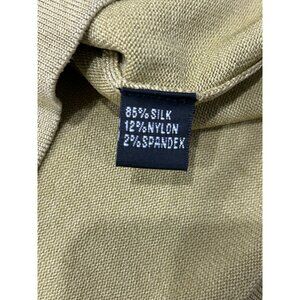 85% SILK
12% NYLON
2% SPANDEX